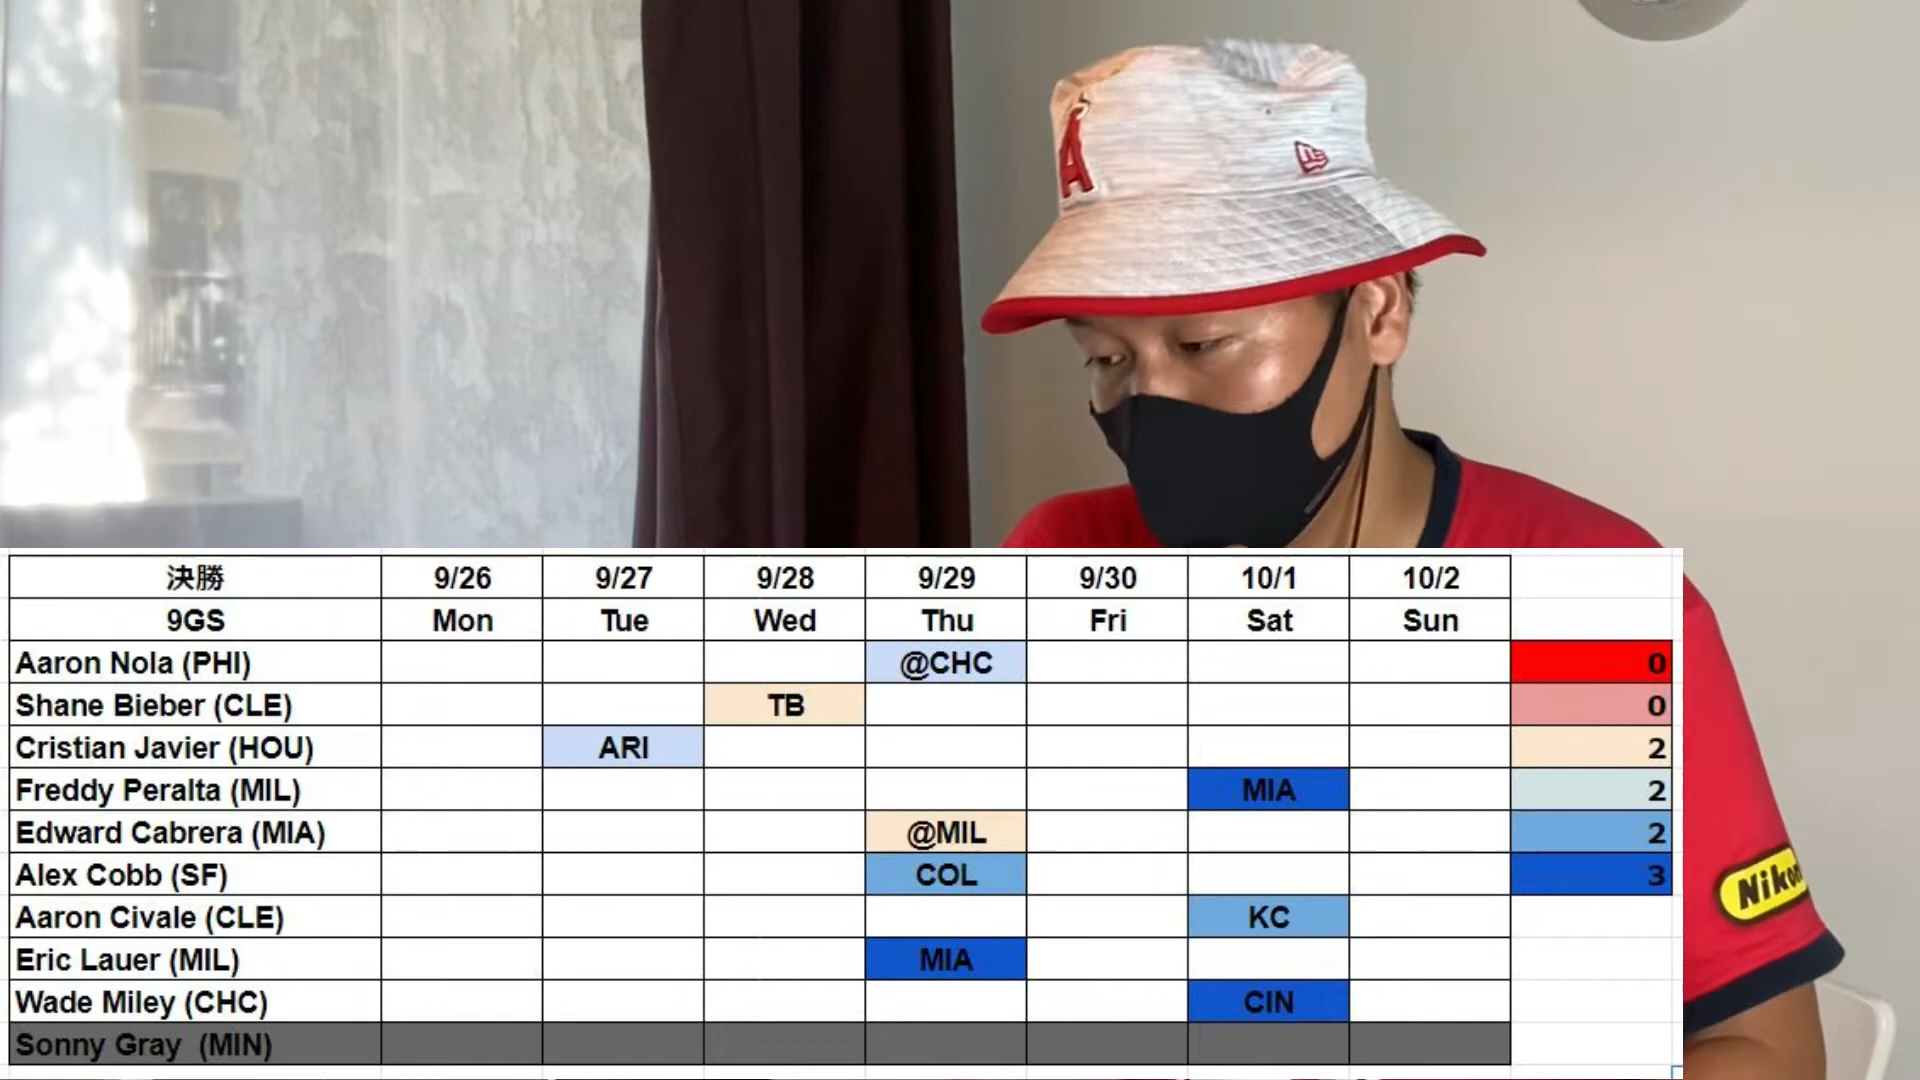 A
決勝 9/26 9/27 9/28 9/29 9/30 10/1 10/2
9GS Mon Tue Wed Thu Fri Sat Sun
Aaron Nola (PHI) @CHC 0
Shane Bieber (CLE) TB 0
Cristian Javier (HOU) ARI 2
Freddy Peralta (MIL) MIA 2
Edward Cabrera (MIA) @MIL 2
Alex Cobb (SF) COL 3
Aaron Civale (CLE) KC
Eric Lauer (MIL) MIA
Wade Miley (CHC) CIN
Sonny Gray (MIN)
Nikon